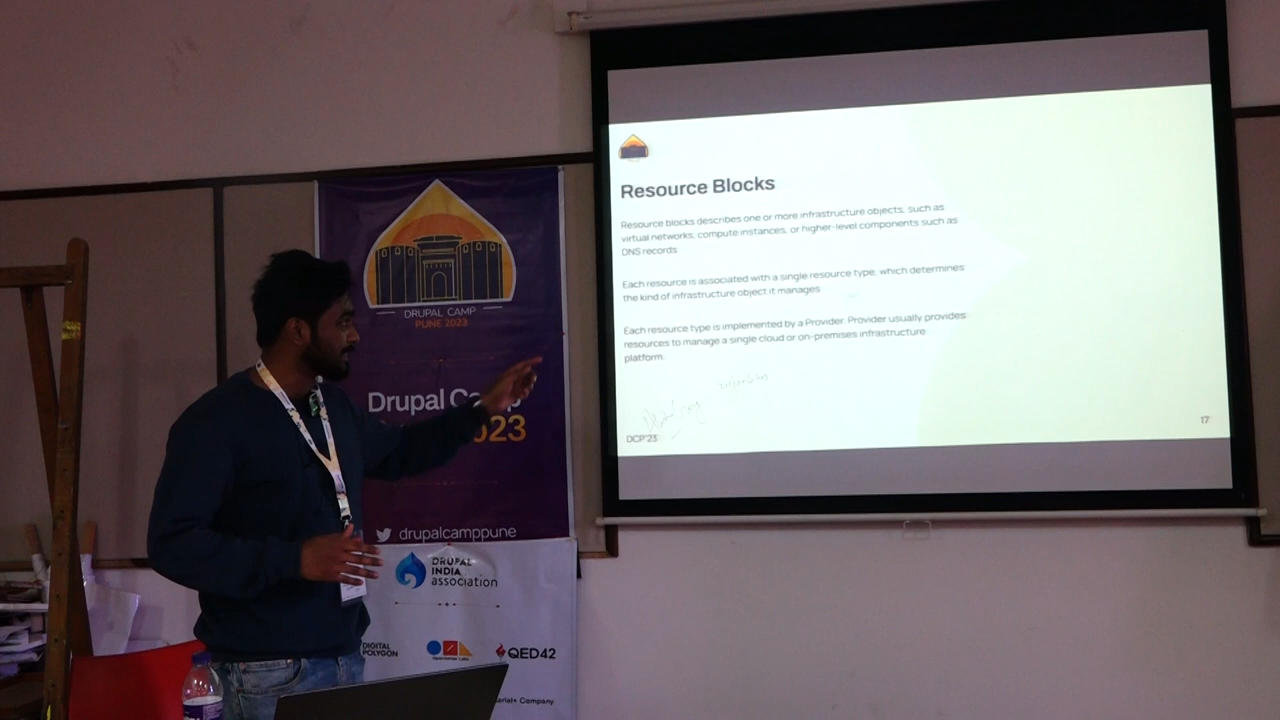 Resource Blocks
Resource blocks describes one or more infrastructure objects, such as
virtual networks, compute instances, or higher-level components such as
DNS records
Each resource is associated with a single resource type, which determines
the kind of infrastructure object it manages
Each resource type is implemented by a Provider. Provider usually provides
resources to manage a single cloud or on-premises infrastructure
platform.
DCP'23
17
DRUPAL CAMP
PUNE 2023
Drupal
drupalcamppune
DRUPAL
INDIA
association
DIGITAL
POLYGON
QED42
Company